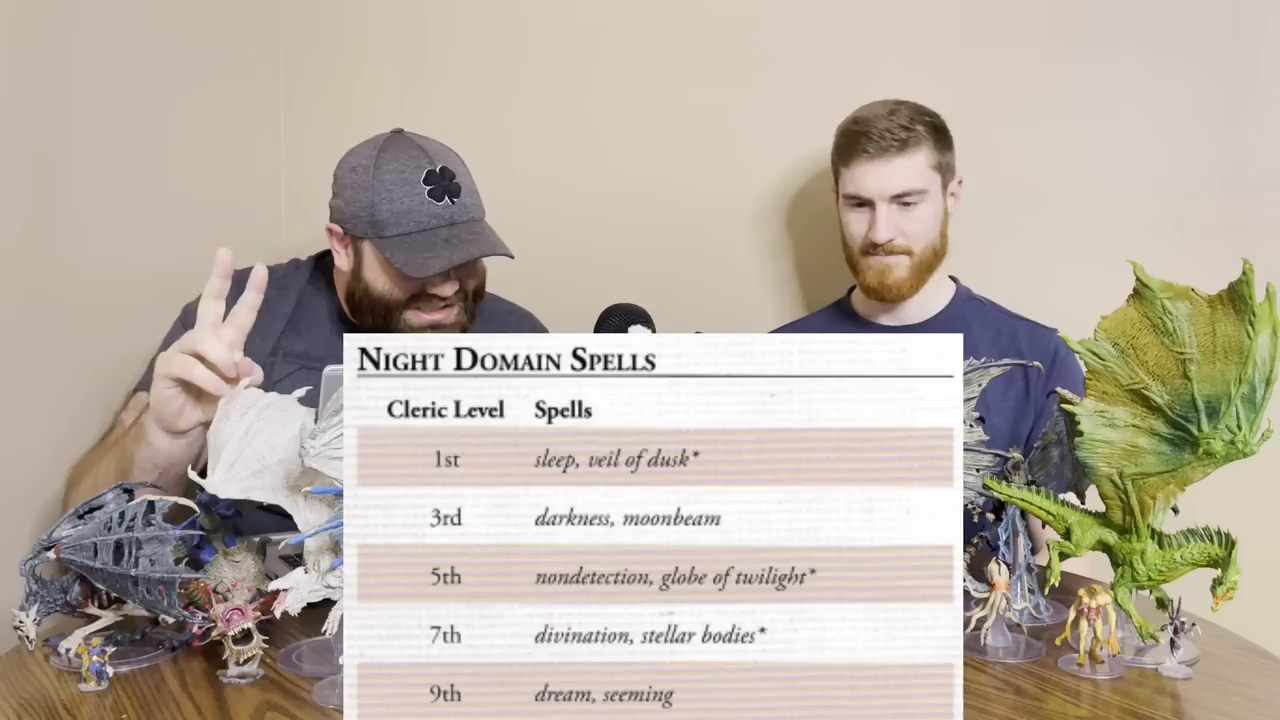 NIGHT DOMAIN SPELLS
Cleric Level Spells
1st sleep, veil of dusk*
3rd darkness, moonbeam
5th nondetection, globe of twilight*
7th divination, stellar bodies*
9th dream, seeming